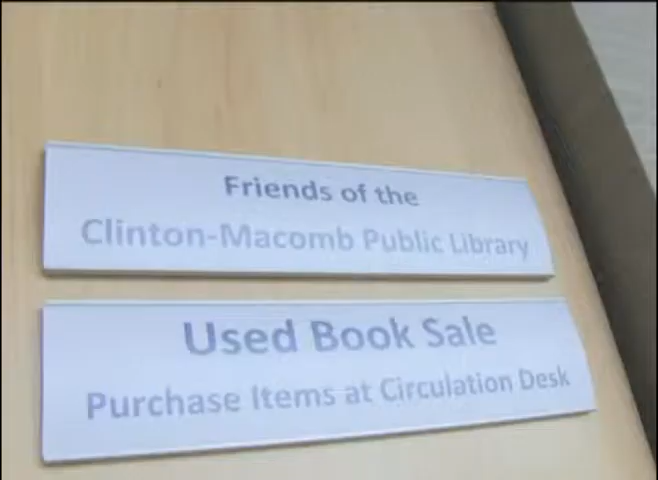 Friends of the
Clinton-Macomb Public Library
Used Book Sale
Purchase Items at Circulation Desk